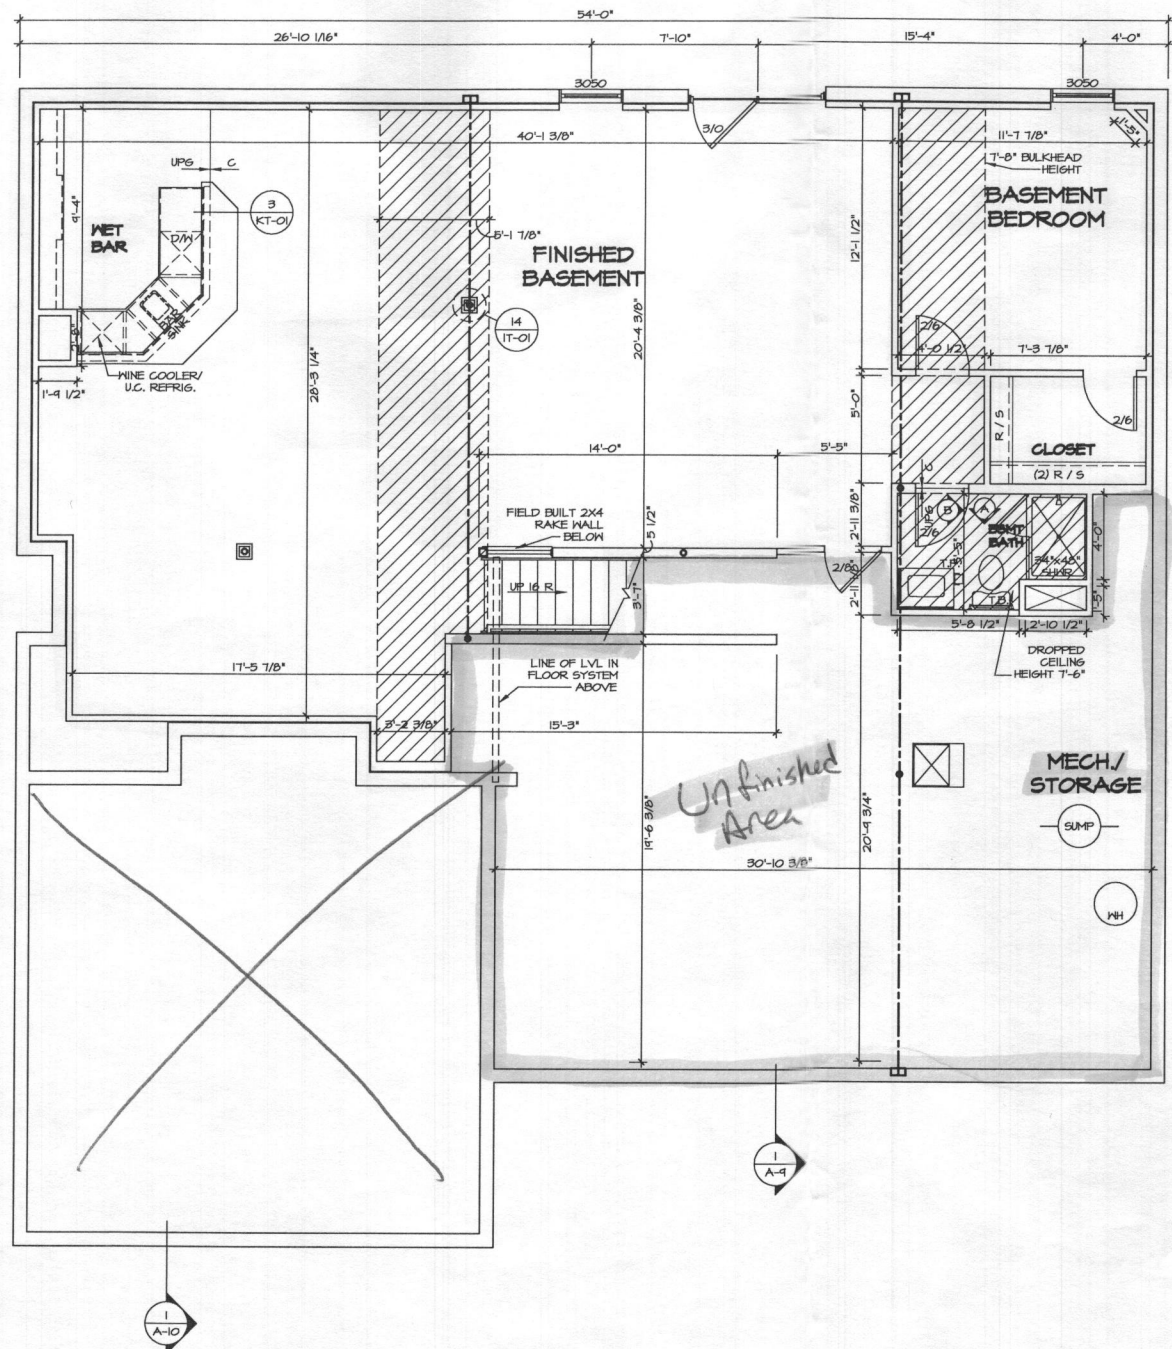 54'-0"
26'-10 1/16"
7'-10"
15'-4"
4'-0"
3050
3050
3/0
40'-1 3/8"
11'-7 7/8"
1'-5"
7'-8" BULKHEAD
HEIGHT
UPG
C
3
KT-01
9'-4"
WET
BAR
D/W
5'-1 7/8"
FINISHED
BASEMENT
BASEMENT
BEDROOM
12'-1 1/2"
20'-4 3/8"
28'-3 1/4"
14
IT-01
BAR
SINK
2/6
4'-0 1/2"
7'-3 7/8"
WINE COOLER/
U.C. REFRIG.
1'-9 1/2"
5'-0"
R / S
2/6
CLOSET
(2) R / S
14'-0"
5'-5"
C
UPG
B
A
2/6
BSMT
BATH
FIELD BUILT 2X4
RAKE WALL
BELOW
5 1/2"
2'-11 3/8"
4'-0"
34"x48"
SHWR
2/8
UP 16 R
3'-7"
T.B.
1'-5"
5'-8 1/2"
2'-10 1/2"
LINE OF LVL IN
FLOOR SYSTEM
ABOVE
DROPPED
CEILING
HEIGHT 7'-6"
17'-5 7/8"
3'-2 3/8"
15'-3"
MECH./
STORAGE
Unfinished
Area
SUMP
19'-6 3/8"
20'-9 3/4"
30'-10 3/8"
WH
1
A-9
1
A-10